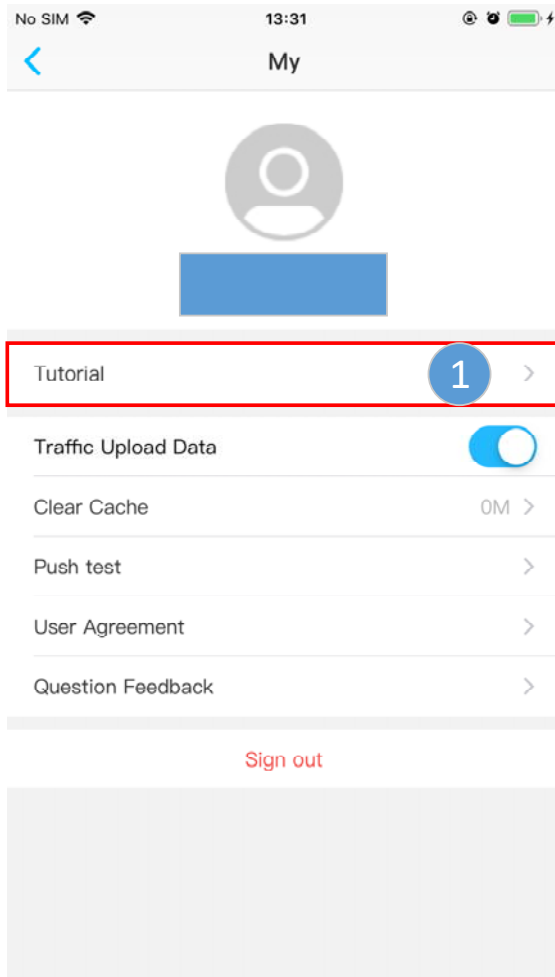 No SIM 13:31
My
Tutorial 1
Traffic Upload Data
Clear Cache 0M
Push test
User Agreement
Question Feedback
Sign out